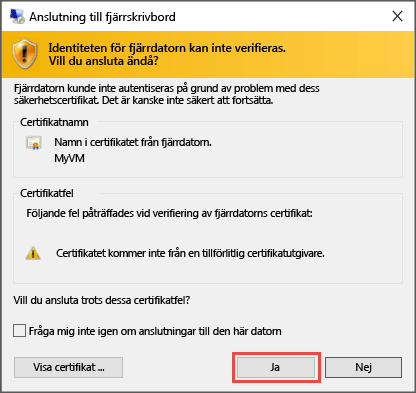 Anslutning till fjärrskrivbord
Identiteten för fjärrdatorn kan inte verifieras.
Vill du ansluta ändå?
Fjärrdatorn kunde inte autentiseras på grund av problem med dess
säkerhetscertifikat. Det är kanske inte säkert att fortsätta.
Certifikatnamn
Namn i certifikatet från fjärrdatorn.
MyVM
Certifikatfel
Följande fel påträffades vid verifiering av fjärrdatorns certifikat:
Certifikatet kommer inte från en tillförlitlig certifikatutgivare.
Vill du ansluta trots dessa certifikatfel?
Fråga mig inte igen om anslutningar till den här datorn
Visa certifikat ...
Ja
Nej